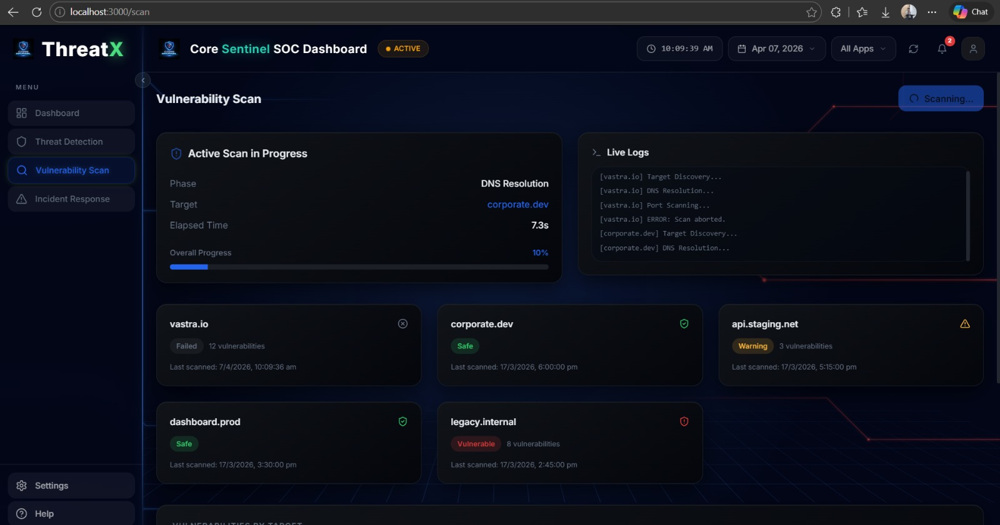 localhost:3000/scan
Chat
ThreatX
Core Sentinel SOC Dashboard
ACTIVE
10:09:39 AM
Apr 07, 2026
All Apps
2
MENU
Dashboard
Threat Detection
Vulnerability Scan
Incident Response
Settings
Help
Vulnerability Scan
Scanning...
Active Scan in Progress
Phase DNS Resolution
Target corporate.dev
Elapsed Time 7.3s
Overall Progress 10%
>_ Live Logs
[vastra.io] Target Discovery...
[vastra.io] DNS Resolution...
[vastra.io] Port Scanning...
[vastra.io] ERROR: Scan aborted.
[corporate.dev] Target Discovery...
[corporate.dev] DNS Resolution...
vastra.io
Failed 12 vulnerabilities
Last scanned: 7/4/2026, 10:09:36 am
corporate.dev
Safe
Last scanned: 17/3/2026, 6:00:00 pm
api.staging.net
Warning 3 vulnerabilities
Last scanned: 17/3/2026, 5:15:00 pm
dashboard.prod
Safe
Last scanned: 17/3/2026, 3:30:00 pm
legacy.internal
Vulnerable 8 vulnerabilities
Last scanned: 17/3/2026, 2:45:00 pm
VULNERABILITIES BY TARGET